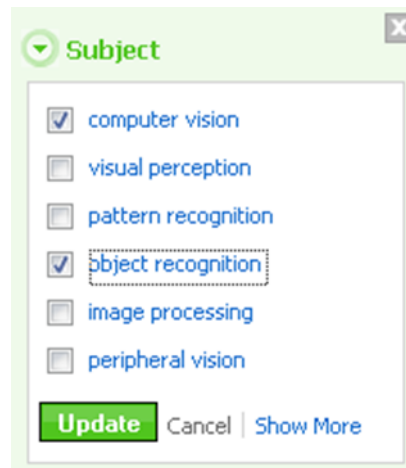 Subject
computer vision
visual perception
pattern recognition
object recognition
image processing
peripheral vision
Update Cancel | Show More